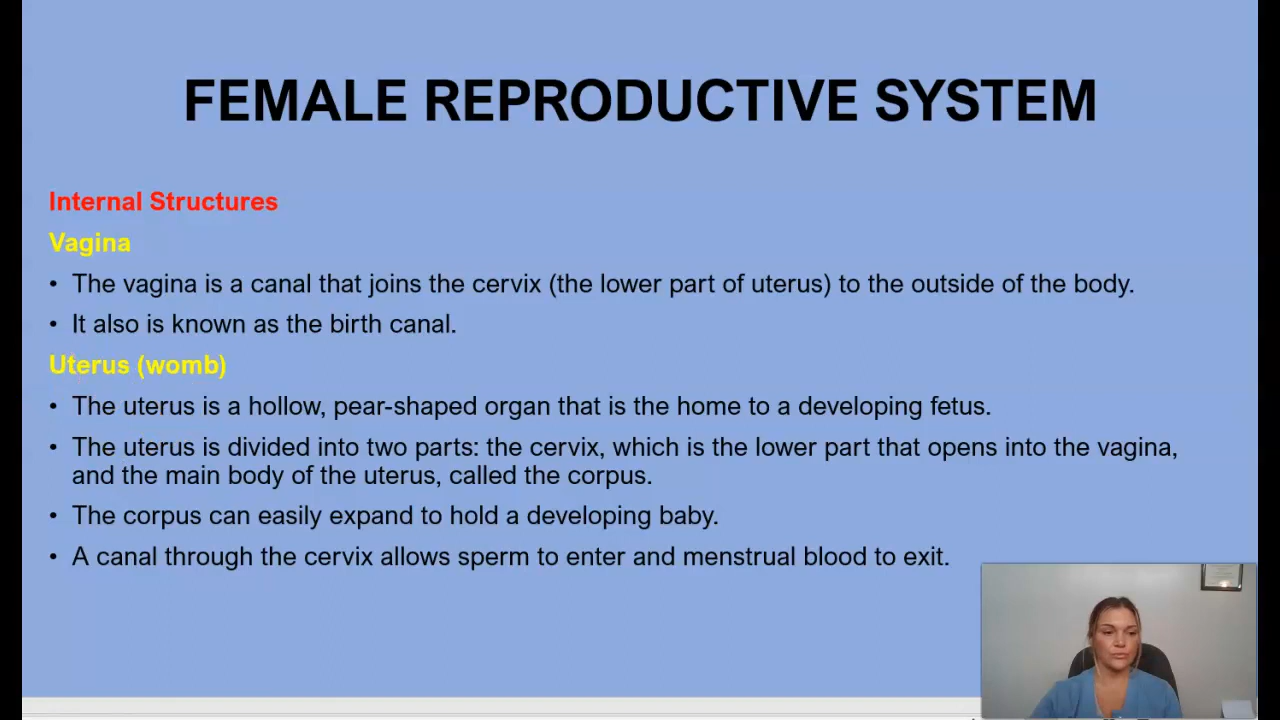 FEMALE REPRODUCTIVE SYSTEM
Internal Structures
Vagina
• The vagina is a canal that joins the cervix (the lower part of uterus) to the outside of the body.
• It also is known as the birth canal.
Uterus (womb)
• The uterus is a hollow, pear-shaped organ that is the home to a developing fetus.
• The uterus is divided into two parts: the cervix, which is the lower part that opens into the vagina,
and the main body of the uterus, called the corpus.
• The corpus can easily expand to hold a developing baby.
• A canal through the cervix allows sperm to enter and menstrual blood to exit.